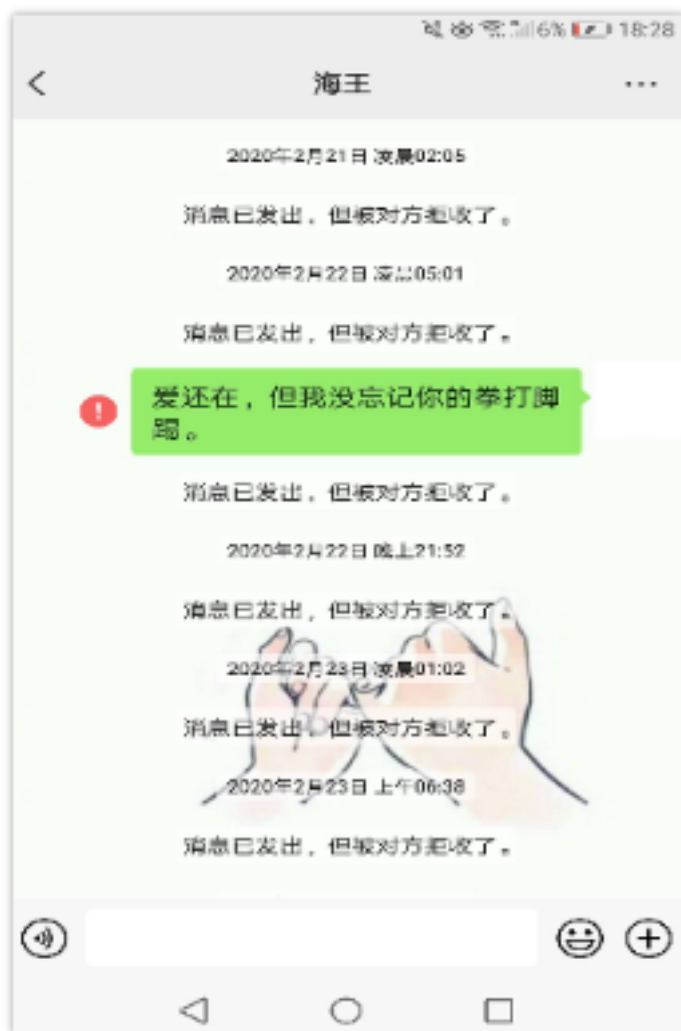 6% 18:28
海王
2020年2月21日 凌晨02:05
消息已发出，但被对方拒收了。
2020年2月22日 凌晨05:01
消息已发出，但被对方拒收了。
爱还在，但我没忘记你的拳打脚
踢。
消息已发出，但被对方拒收了。
2020年2月22日 晚上21:52
消息已发出，但被对方拒收了。
2020年2月23日 凌晨01:02
消息已发出，但被对方拒收了。
2020年2月23日 上午06:38
消息已发出，但被对方拒收了。